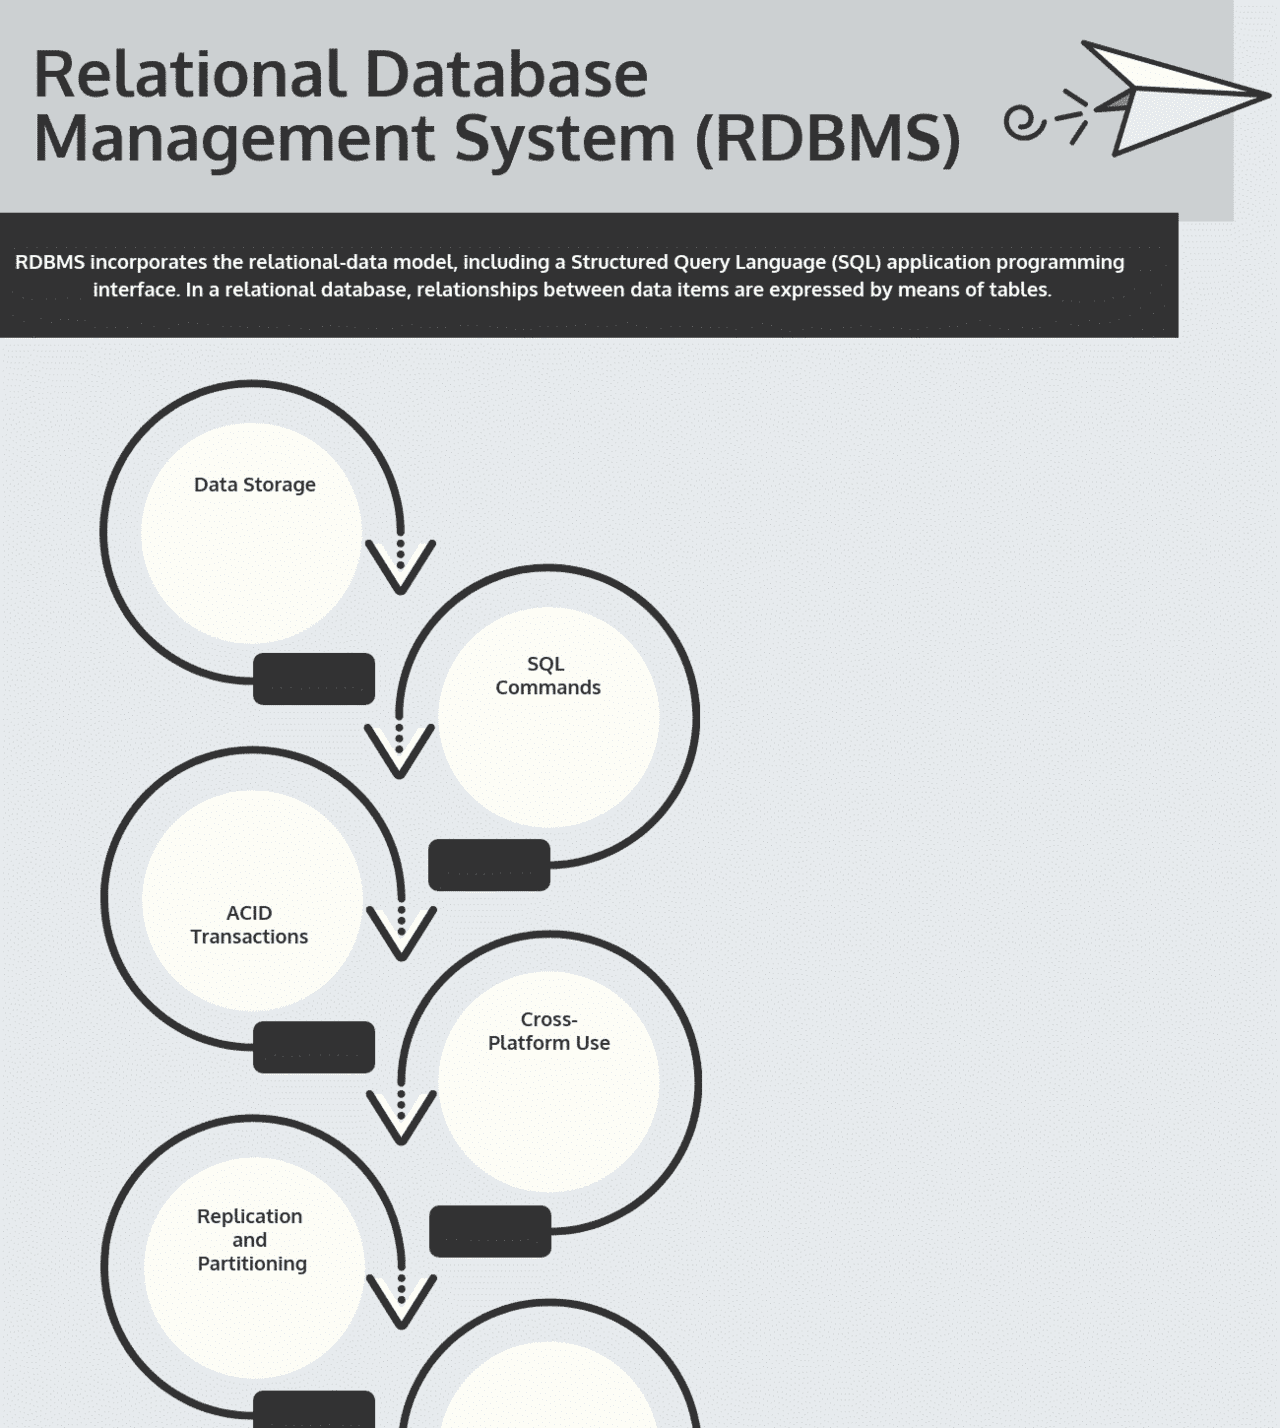 Relational Database
Management System (RDBMS)
RDBMS incorporates the relational-data model, including a Structured Query Language (SQL) application programming
interface. In a relational database, relationships between data items are expressed by means of tables.
Data Storage
SQL
Commands
ACID
Transactions
Cross-
Platform Use
Replication
and
Partitioning